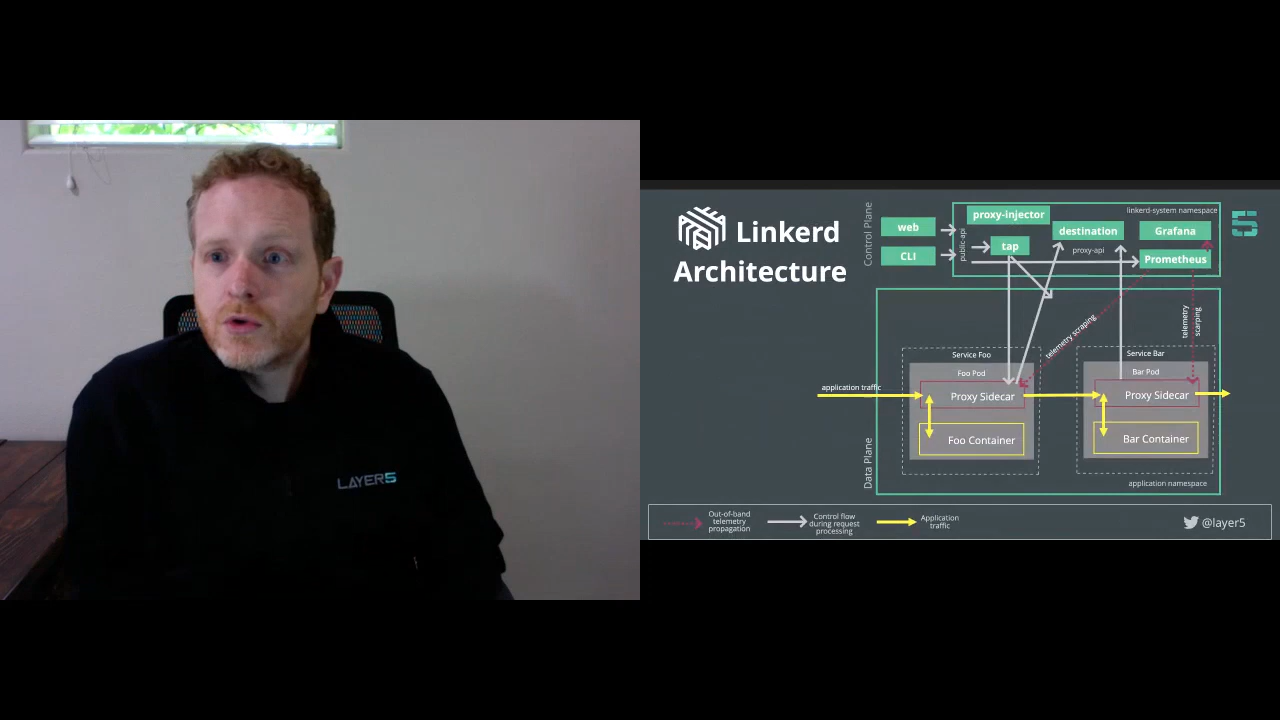 LAYER5
Linkerd
Architecture
Control Plane
web
CLI
public-api
proxy-injector
tap
linkerd-system namespace
destination
proxy-api
Grafana
Prometheus
5
telemetry scraping
telemetry
scarping
Service Foo
Foo Pod
Proxy Sidecar
Foo Container
Service Bar
Bar Pod
Proxy Sidecar
Bar Container
application traffic
Data Plane
application namespace
Out-of-band
telemetry
propagation
Control flow
during request
processing
Application
traffic
@layer5